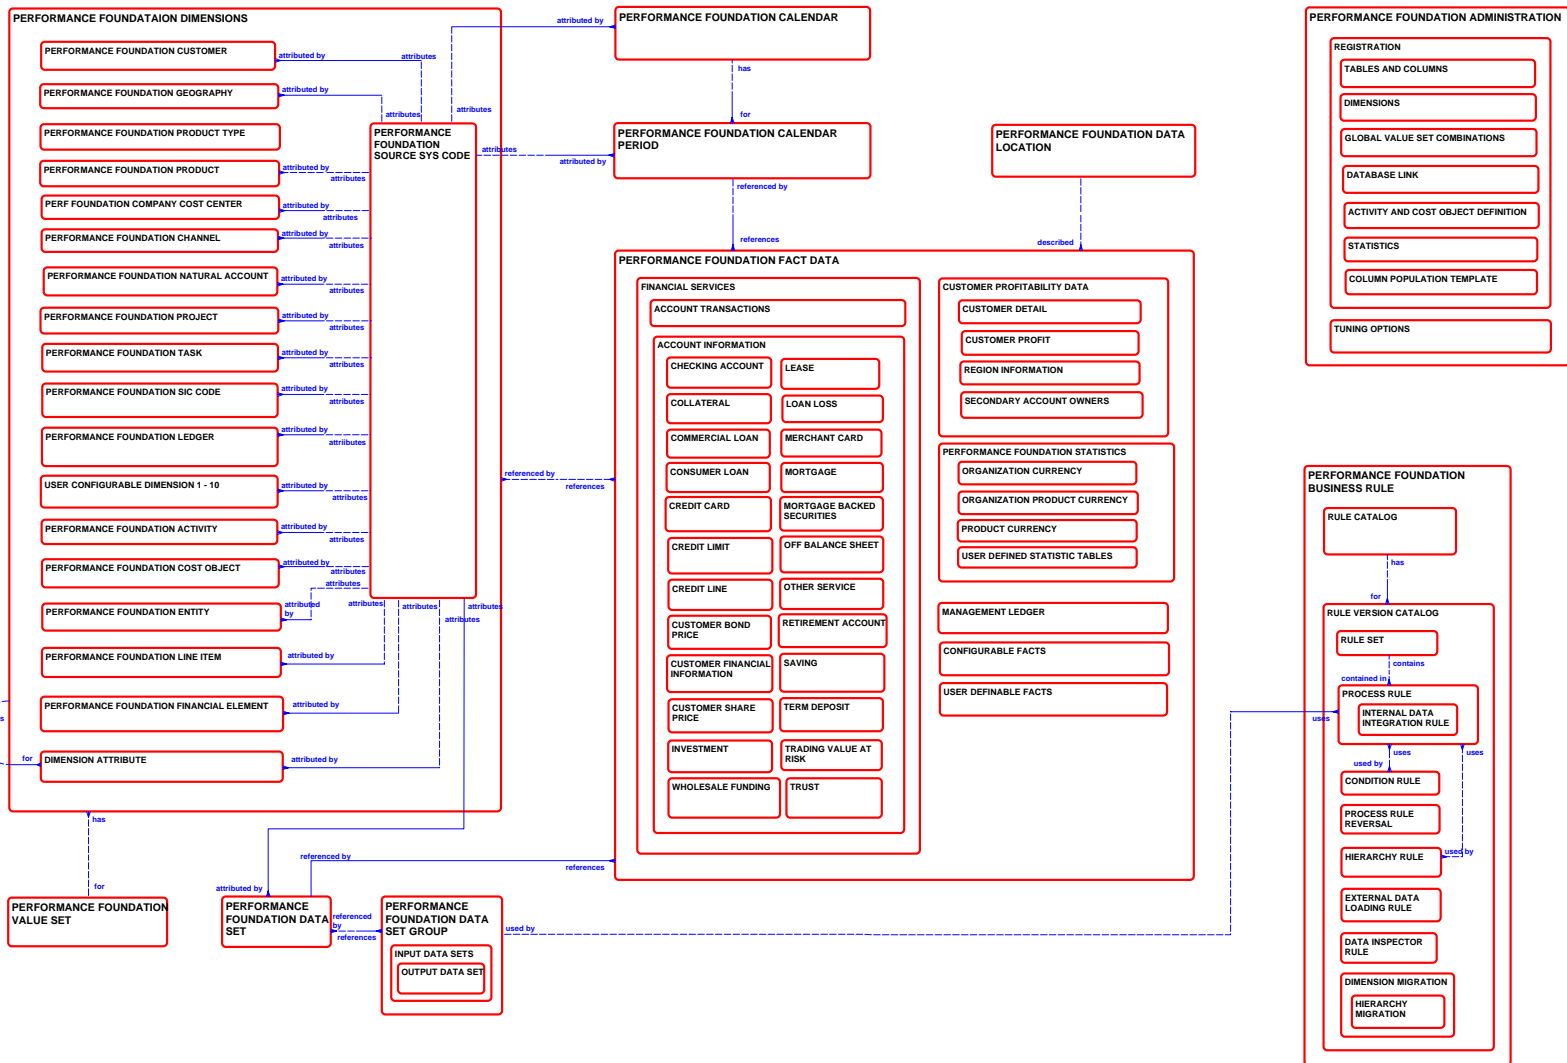 PERFORMANCE FOUNDATAION DIMENSIONS
PERFORMANCE FOUNDATION CUSTOMER
attributed by
attributes
PERFORMANCE FOUNDATION GEOGRAPHY
attributed by
attributes
PERFORMANCE FOUNDATION PRODUCT TYPE
PERFORMANCE FOUNDATION PRODUCT
attributed by
attributes
PERF FOUNDATION COMPANY COST CENTER
attributed by
attributes
PERFORMANCE FOUNDATION CHANNEL
attributed by
attributes
PERFORMANCE FOUNDATION NATURAL ACCOUNT
attributed by
attributes
PERFORMANCE FOUNDATION PROJECT
attributed by
attributes
PERFORMANCE FOUNDATION TASK
attributed by
attributes
PERFORMANCE FOUNDATION SIC CODE
attributed by
attributes
PERFORMANCE FOUNDATION LEDGER
attributed by
attriibutes
USER CONFIGURABLE DIMENSION 1 - 10
attributed by
attributes
PERFORMANCE FOUNDATION ACTIVITY
attributed by
attributes
PERFORMANCE FOUNDATION COST OBJECT
attributed by
attributes
PERFORMANCE FOUNDATION ENTITY
attributes
attributed
by
PERFORMANCE FOUNDATION LINE ITEM
attributed by
attributes
PERFORMANCE FOUNDATION FINANCIAL ELEMENT
attributed by
attributes
DIMENSION ATTRIBUTE
attributed by
attributes
for
s
PERFORMANCE
FOUNDATION
SOURCE SYS CODE
attributes
attributed by
attributes
attributes
attributed by
PERFORMANCE FOUNDATION CALENDAR
has
for
PERFORMANCE FOUNDATION CALENDAR
PERIOD
referenced by
references
PERFORMANCE FOUNDATION DATA
LOCATION
described
referenced by
references
PERFORMANCE FOUNDATION FACT DATA
FINANCIAL SERVICES
ACCOUNT TRANSACTIONS
ACCOUNT INFORMATION
CHECKING ACCOUNT
LEASE
COLLATERAL
LOAN LOSS
COMMERCIAL LOAN
MERCHANT CARD
CONSUMER LOAN
MORTGAGE
CREDIT CARD
MORTGAGE BACKED
SECURITIES
CREDIT LIMIT
OFF BALANCE SHEET
CREDIT LINE
OTHER SERVICE
CUSTOMER BOND
PRICE
RETIREMENT ACCOUNT
CUSTOMER FINANCIAL
INFORMATION
SAVING
CUSTOMER SHARE
PRICE
TERM DEPOSIT
INVESTMENT
TRADING VALUE AT
RISK
WHOLESALE FUNDING
TRUST
CUSTOMER PROFITABILITY DATA
CUSTOMER DETAIL
CUSTOMER PROFIT
REGION INFORMATION
SECONDARY ACCOUNT OWNERS
PERFORMANCE FOUNDATION STATISTICS
ORGANIZATION CURRENCY
ORGANIZATION PRODUCT CURRENCY
PRODUCT CURRENCY
USER DEFINED STATISTIC TABLES
MANAGEMENT LEDGER
CONFIGURABLE FACTS
USER DEFINABLE FACTS
PERFORMANCE FOUNDATION ADMINISTRATION
REGISTRATION
TABLES AND COLUMNS
DIMENSIONS
GLOBAL VALUE SET COMBINATIONS
DATABASE LINK
ACTIVITY AND COST OBJECT DEFINITION
STATISTICS
COLUMN POPULATION TEMPLATE
TUNING OPTIONS
PERFORMANCE FOUNDATION
BUSINESS RULE
RULE CATALOG
has
for
RULE VERSION CATALOG
RULE SET
contains
contained in
PROCESS RULE
INTERNAL DATA
INTEGRATION RULE
uses
uses
uses
used by
CONDITION RULE
PROCESS RULE
REVERSAL
used by
HIERARCHY RULE
EXTERNAL DATA
LOADING RULE
DATA INSPECTOR
RULE
DIMENSION MIGRATION
HIERARCHY
MIGRATION
has
for
PERFORMANCE FOUNDATION
VALUE SET
attributed by
referenced by
references
PERFORMANCE
FOUNDATION DATA
SET
referenced
by
references
PERFORMANCE
FOUNDATION DATA
SET GROUP
INPUT DATA SETS
OUTPUT DATA SET
used by